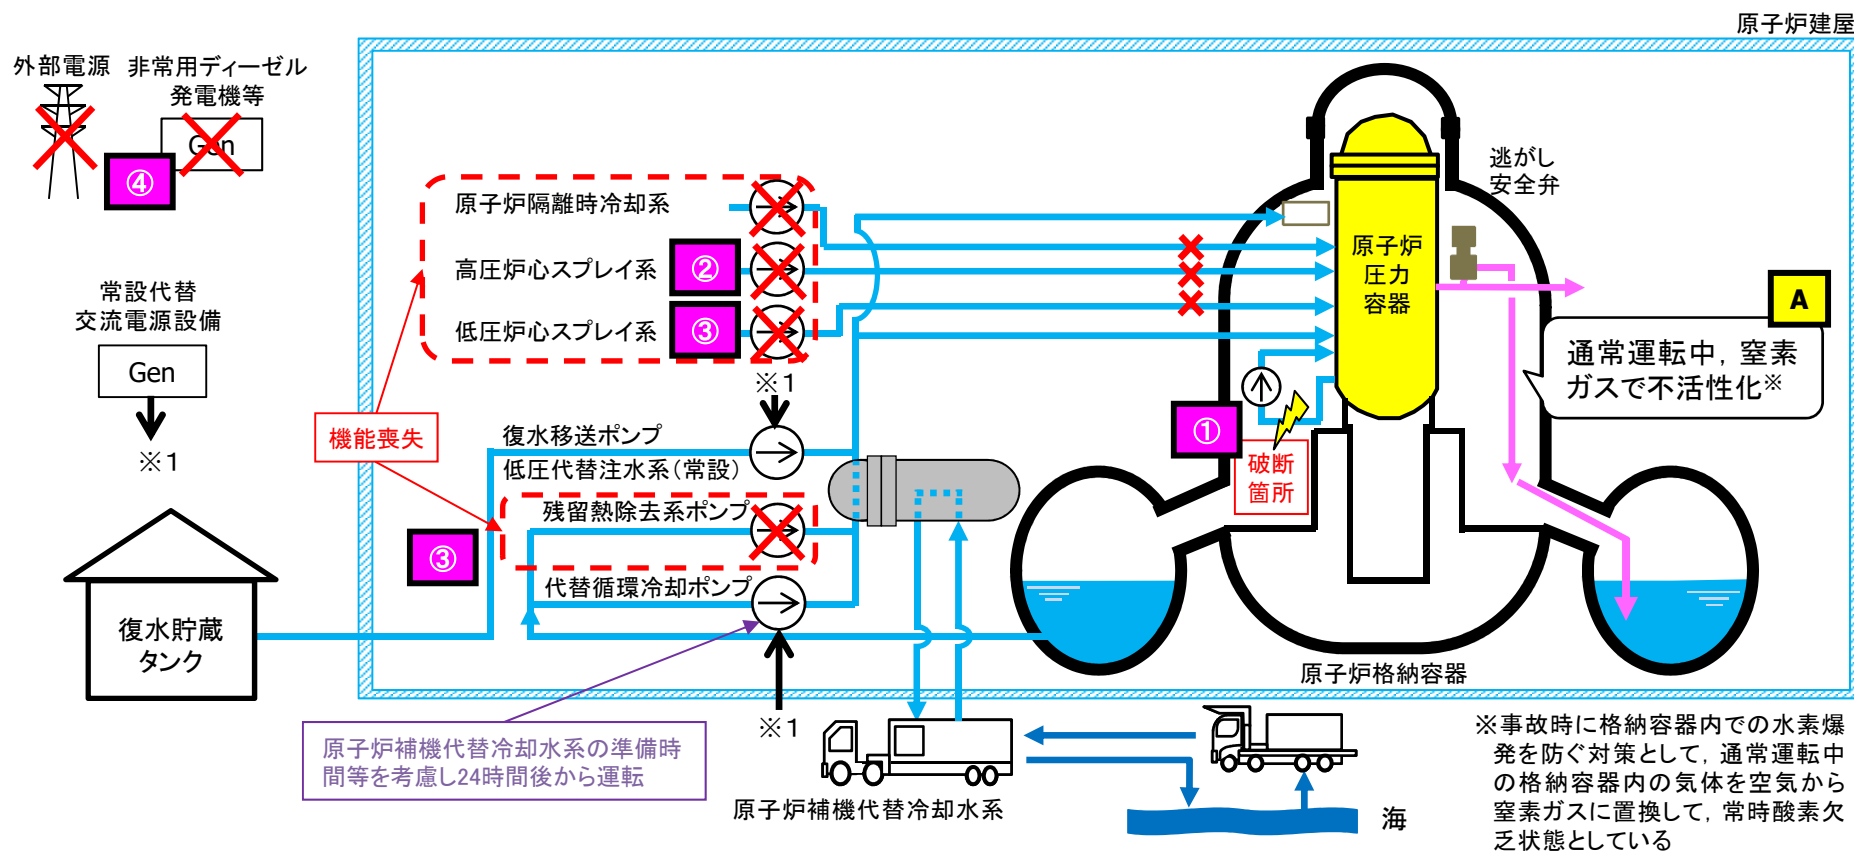 原子炉建屋
外部電源
非常用ディーゼル
発電機等
Gen
④
常設代替
交流電源設備
Gen
※1
原子炉隔離時冷却系
高圧炉心スプレイ系
②
低圧炉心スプレイ系
③
※1
機能喪失
復水移送ポンプ
低圧代替注水系(常設)
残留熱除去系ポンプ
③
代替循環冷却ポンプ
※1
復水貯蔵
タンク
原子炉補機代替冷却水系の準備時
間等を考慮し24時間後から運転
原子炉補機代替冷却水系
海
逃がし
安全弁
原子炉
圧力
容器
A
通常運転中, 窒素
ガスで不活性化※
①
破断
箇所
原子炉格納容器
※事故時に格納容器内での水素爆
発を防ぐ対策として, 通常運転中
の格納容器内の気体を空気から
窒素ガスに置換して, 常時酸素欠
乏状態としている